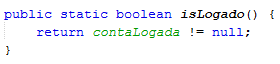 public static boolean isLogado() {
    return contaLogada != null;
}